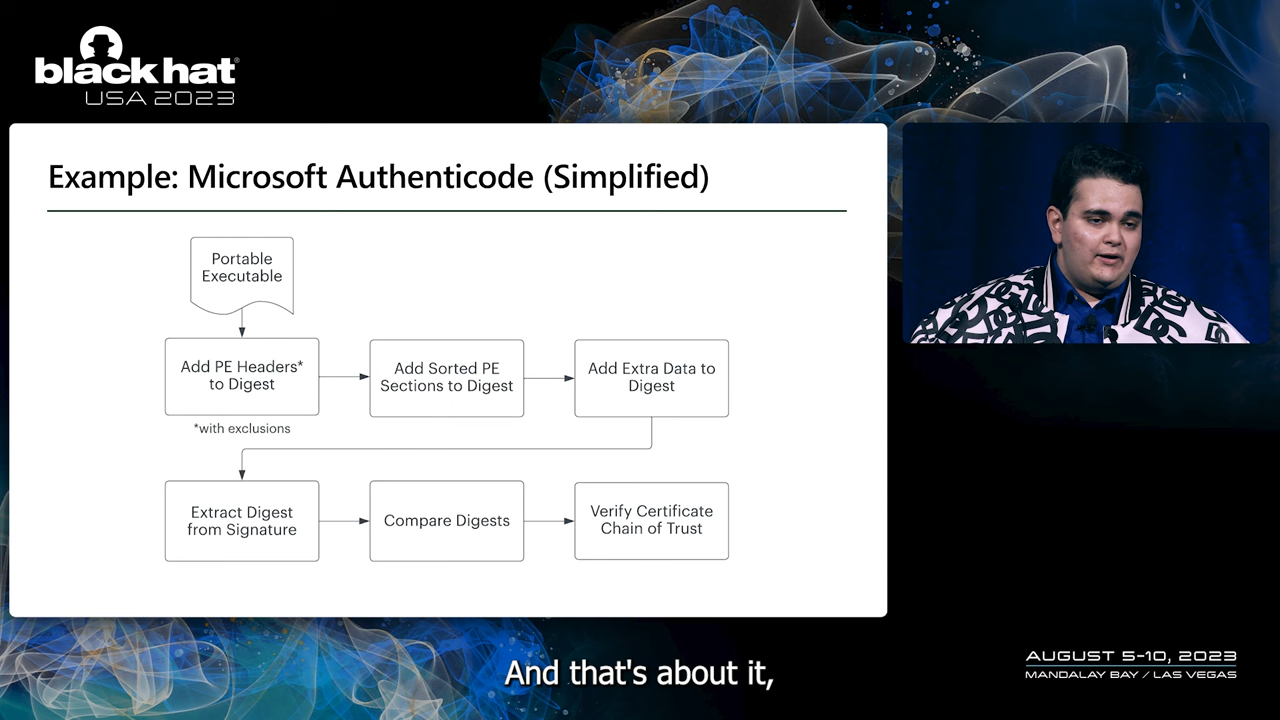 black hat®
USA 2023
Example: Microsoft Authenticode (Simplified)
Portable
Executable
Add PE Headers*
to Digest
Add Sorted PE
Sections to Digest
Add Extra Data to
Digest
*with exclusions
Extract Digest
from Signature
Compare Digests
Verify Certificate
Chain of Trust
And that's about it,
AUGUST 5-10, 2023
MANDALAY BAY / LAS VEGAS